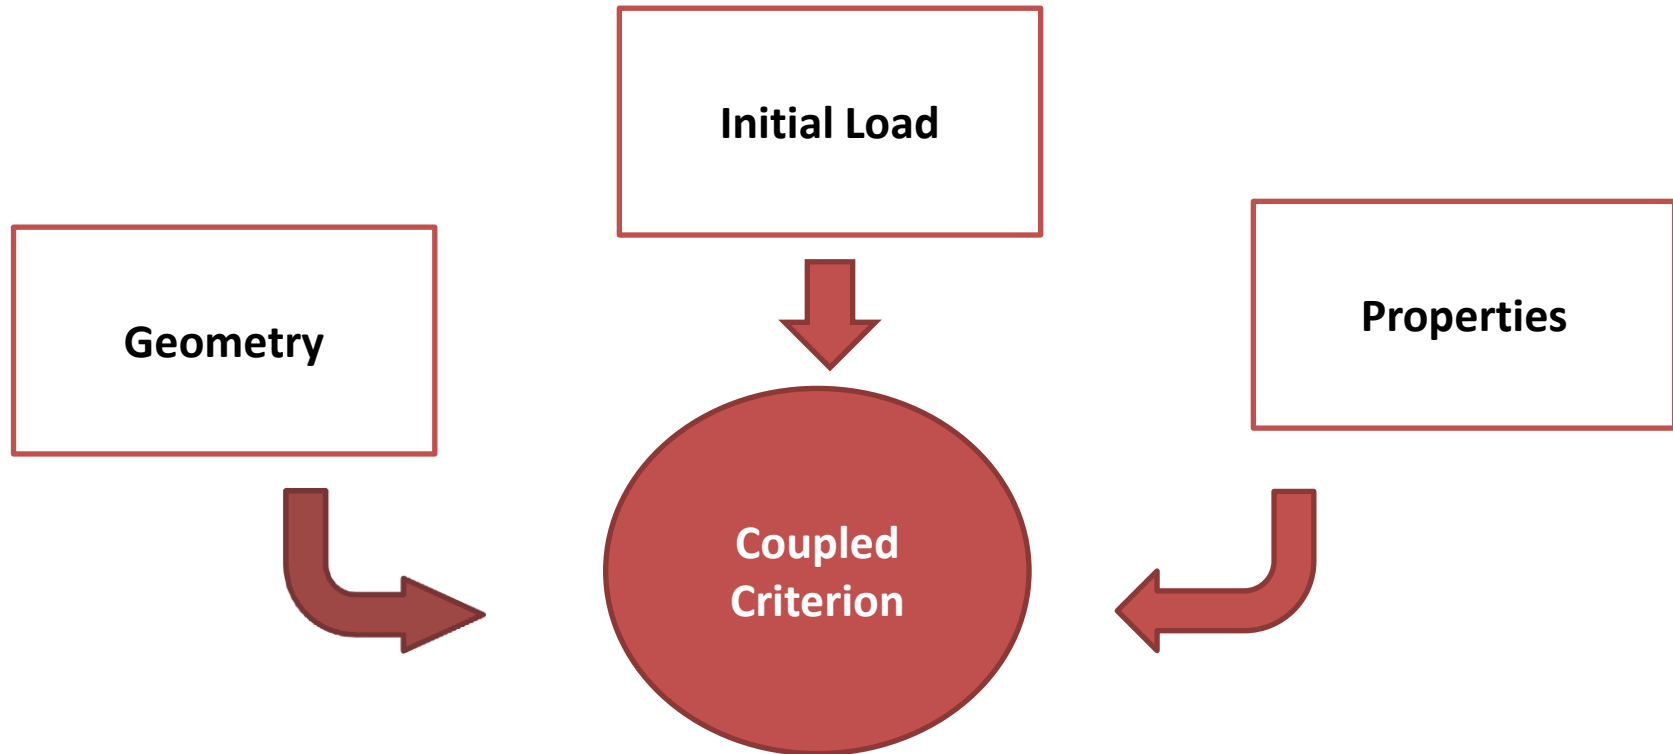 Initial Load
Geometry
Properties
Coupled
Criterion